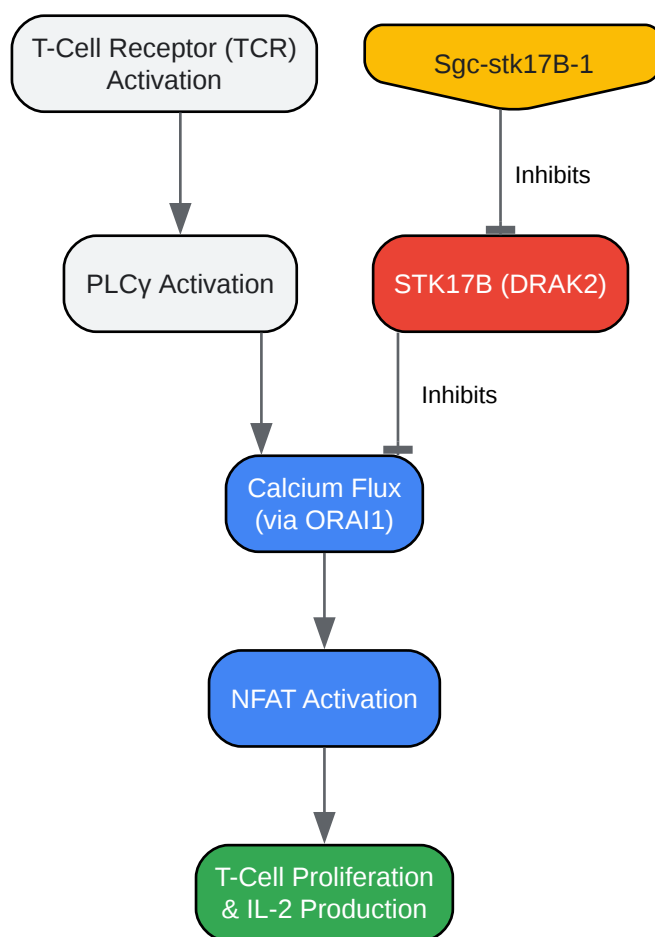 T-Cell Receptor (TCR)
Activation
Sgc-stk17B-1
Inhibits
PLCγ Activation
STK17B (DRAK2)
Inhibits
Calcium Flux
(via ORAI1)
NFAT Activation
T-Cell Proliferation
& IL-2 Production